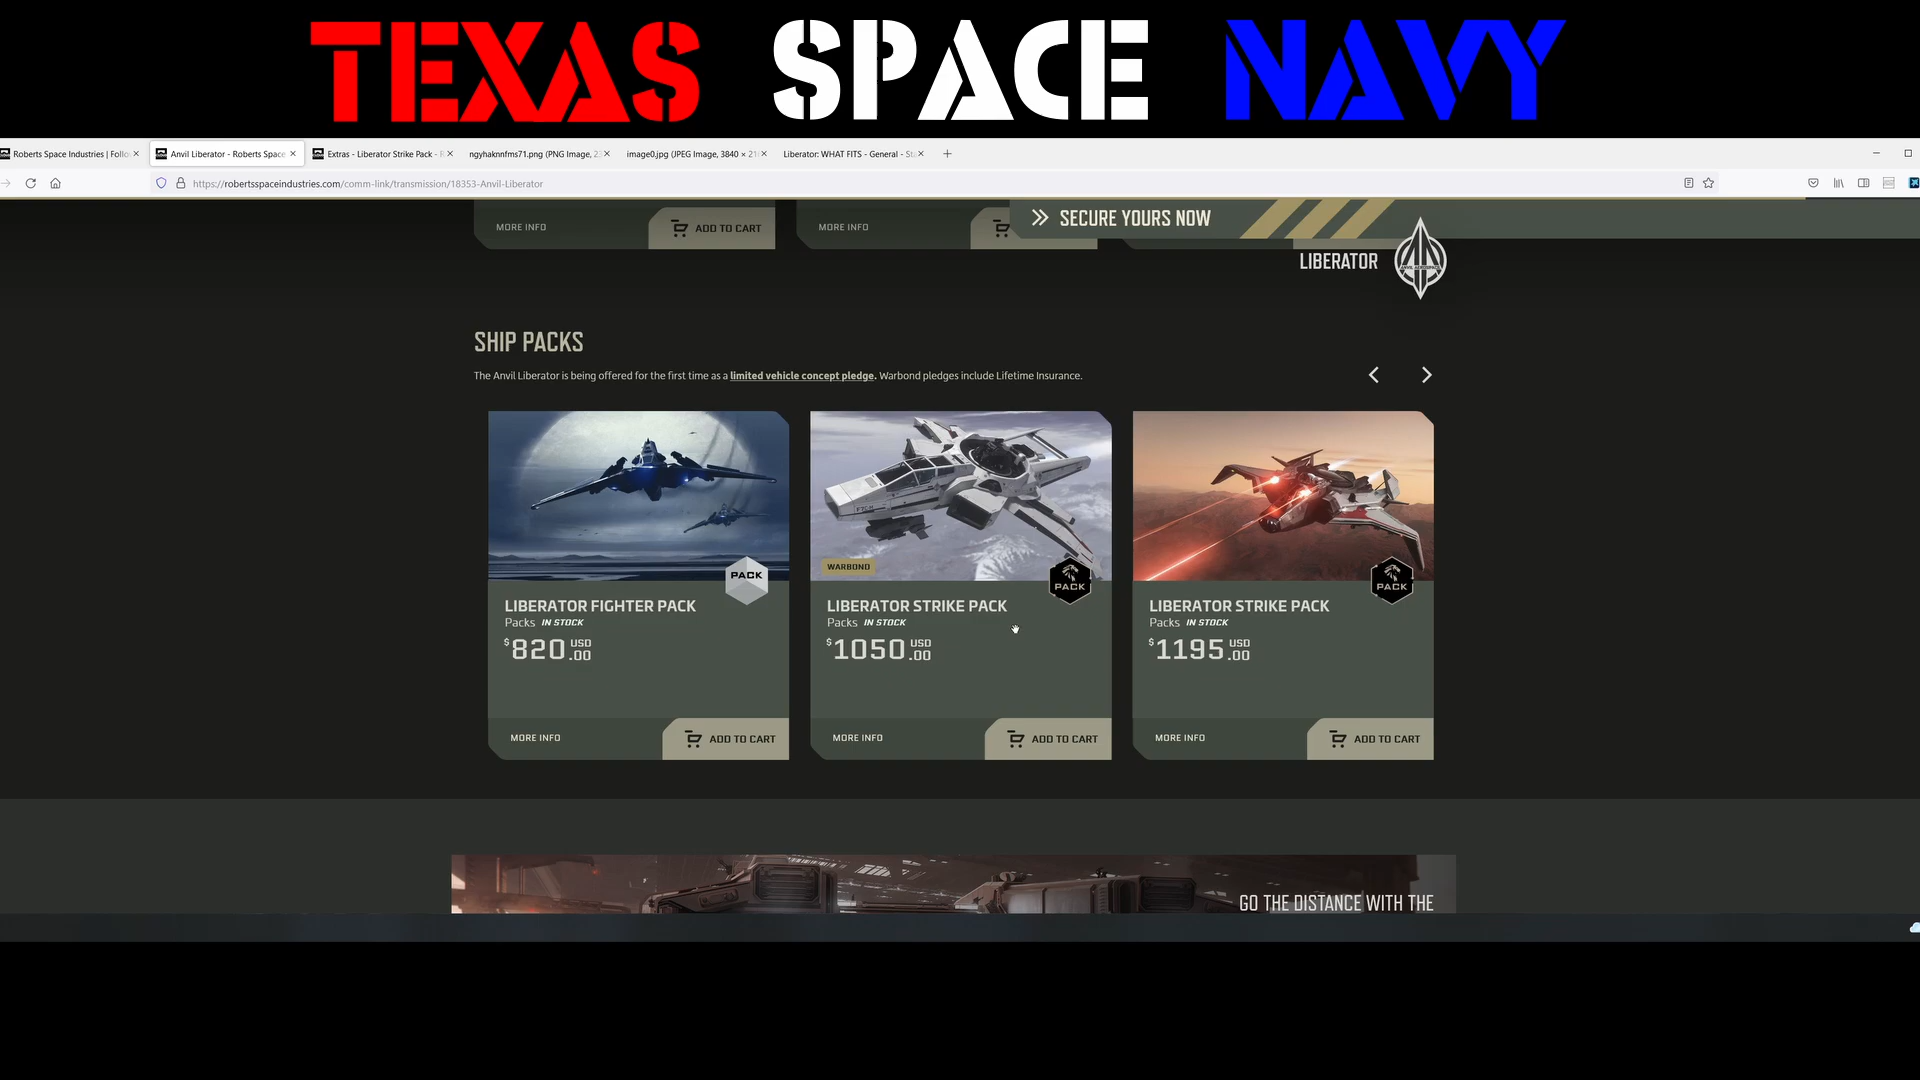 TEXAS SPACE NAVY
Roberts Space Industries | Follo
Anvil Liberator - Roberts Space
Extras - Liberator Strike Pack - R
ngyhaknnfms71.png (PNG Image, 2
image0.jpg (JPEG Image, 3840 × 21
Liberator: WHAT FITS - General - St
https://robertsspaceindustries.com/comm-link/transmission/18353-Anvil-Liberator
SECURE YOURS NOW
MORE INFO
ADD TO CART
MORE INFO
LIBERATOR
ANVIL AEROSPACE
SHIP PACKS
The Anvil Liberator is being offered for the first time as a limited vehicle concept pledge. Warbond pledges include Lifetime Insurance.
PACK
LIBERATOR FIGHTER PACK
Packs IN STOCK
$820.00 USD
MORE INFO
ADD TO CART
WARBOND
PACK
LIBERATOR STRIKE PACK
Packs IN STOCK
$1050.00 USD
MORE INFO
ADD TO CART
PACK
LIBERATOR STRIKE PACK
Packs IN STOCK
$1195.00 USD
MORE INFO
ADD TO CART
GO THE DISTANCE WITH THE